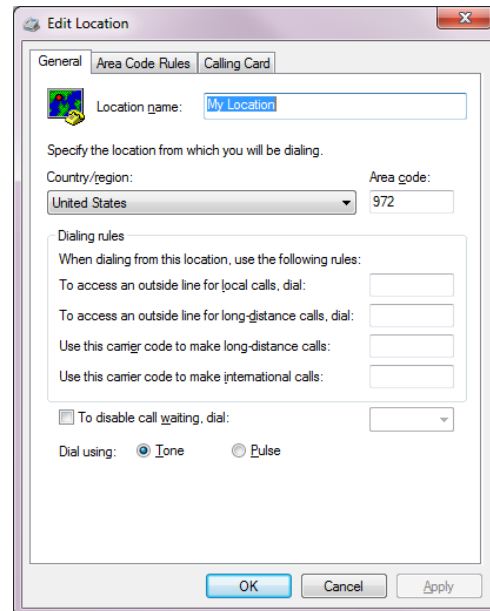 Edit Location
General Area Code Rules Calling Card
Location name: My Location
Specify the location from which you will be dialing.
Country/region: Area code:
United States 972
Dialing rules
When dialing from this location, use the following rules:
To access an outside line for local calls, dial:
To access an outside line for long-distance calls, dial:
Use this carrier code to make long-distance calls:
Use this carrier code to make international calls:
To disable call waiting, dial:
Dial using: Tone Pulse
OK Cancel Apply